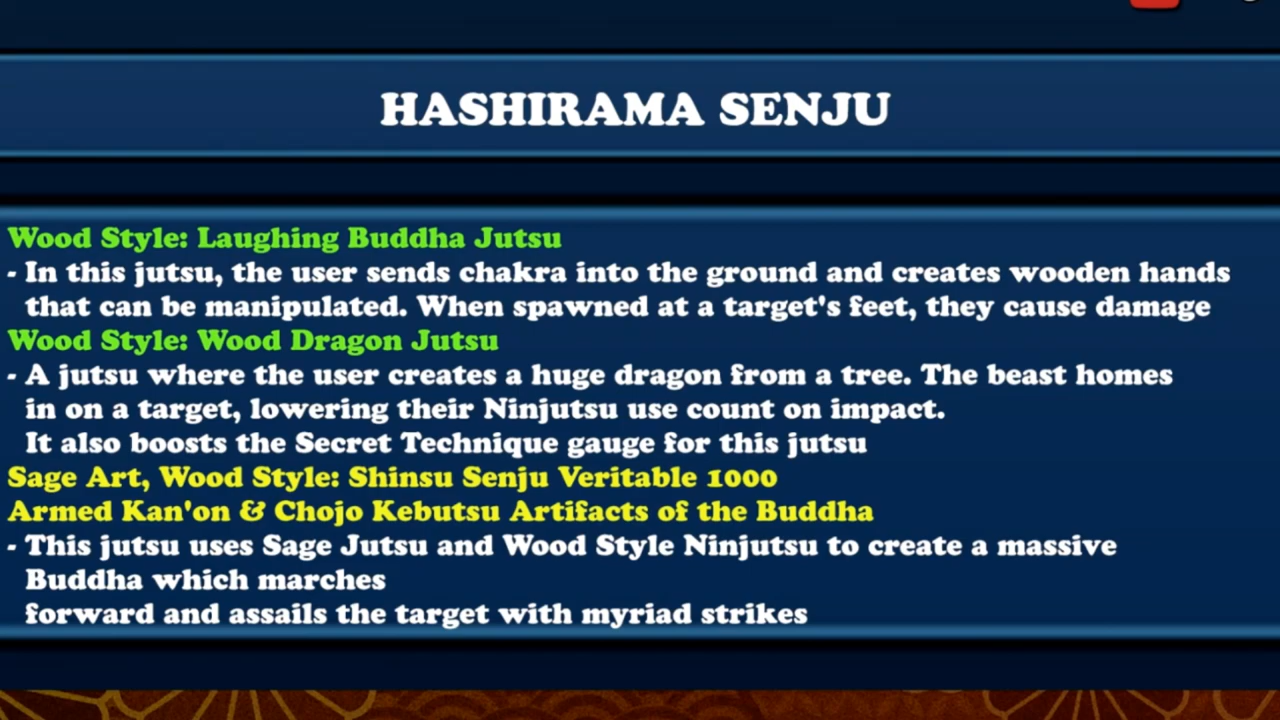 HASHIRAMA SENJU
Wood Style: Laughing Buddha Jutsu
- In this jutsu, the user sends chakra into the ground and creates wooden hands
that can be manipulated. When spawned at a target's feet, they cause damage
Wood Style: Wood Dragon Jutsu
- A jutsu where the user creates a huge dragon from a tree. The beast homes
in on a target, lowering their Ninjutsu use count on impact.
It also boosts the Secret Technique gauge for this jutsu
Sage Art, Wood Style: Shinsu Senju Veritable 1000
Armed Kan'on & Chojo Kebutsu Artifacts of the Buddha
- This jutsu uses Sage Jutsu and Wood Style Ninjutsu to create a massive
Buddha which marches
forward and assails the target with myriad strikes